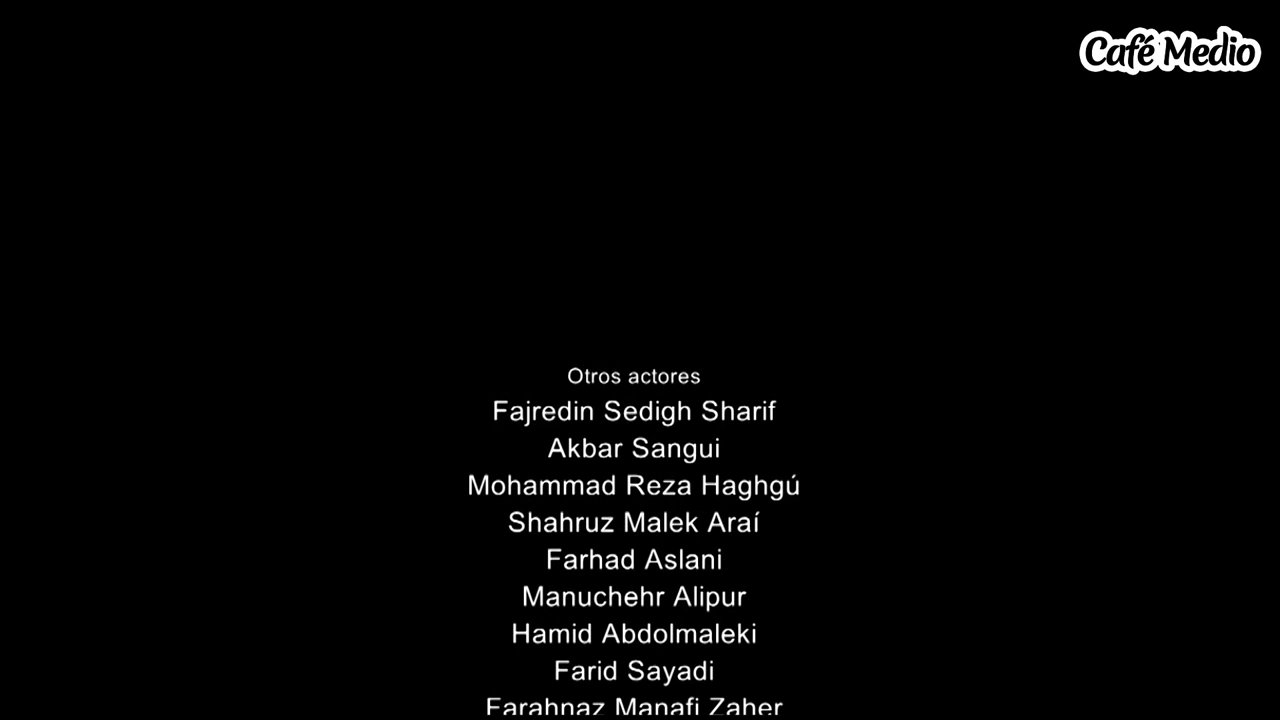 Café Medio
Otros actores
Fajredin Sedigh Sharif
Akbar Sangui
Mohammad Reza Haghgú
Shahruz Malek Araí
Farhad Aslani
Manuchehr Alipur
Hamid Abdolmaleki
Farid Sayadi
Farahnaz Manafi Zaher